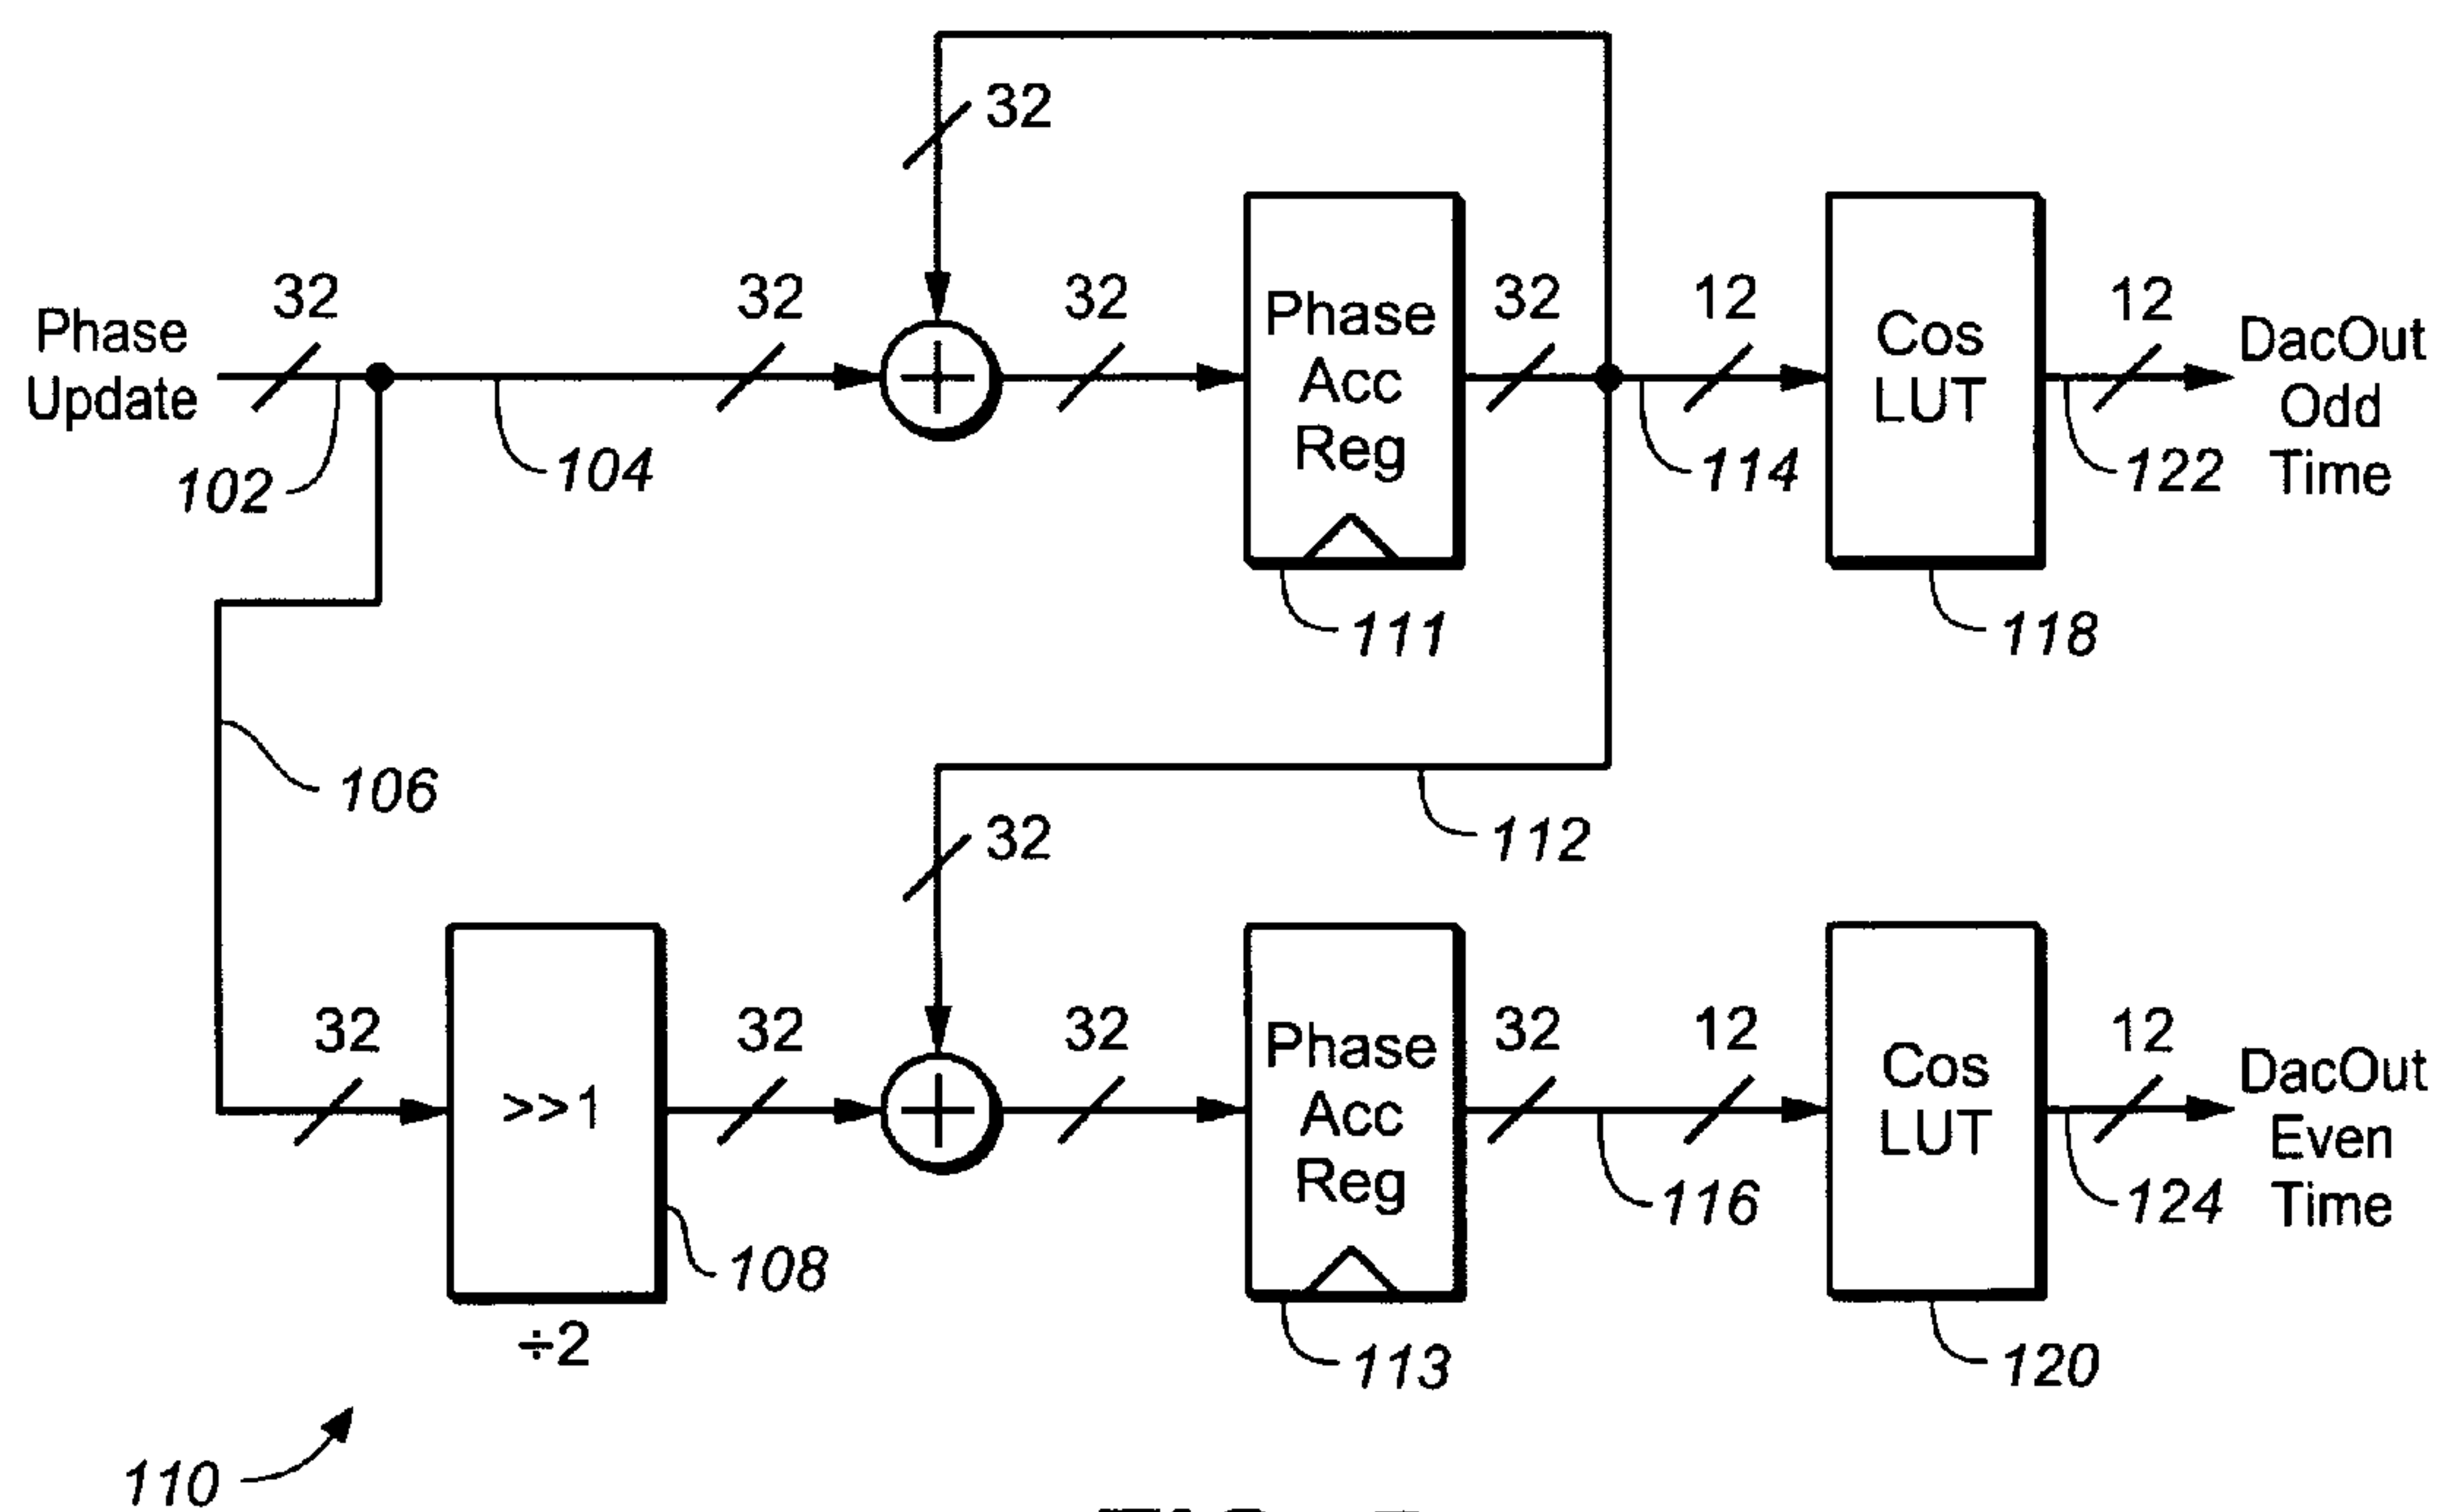 32
Phase
Update
32
32
32
Phase
Acc
Reg
32
12
Cos
LUT
12
DacOut
Odd
Time
102
104
114
122
111
118
106
112
32
32
>>1
32
32
Phase
Acc
Reg
32
12
Cos
LUT
12
DacOut
Even
Time
108
116
124
÷2
113
120
110